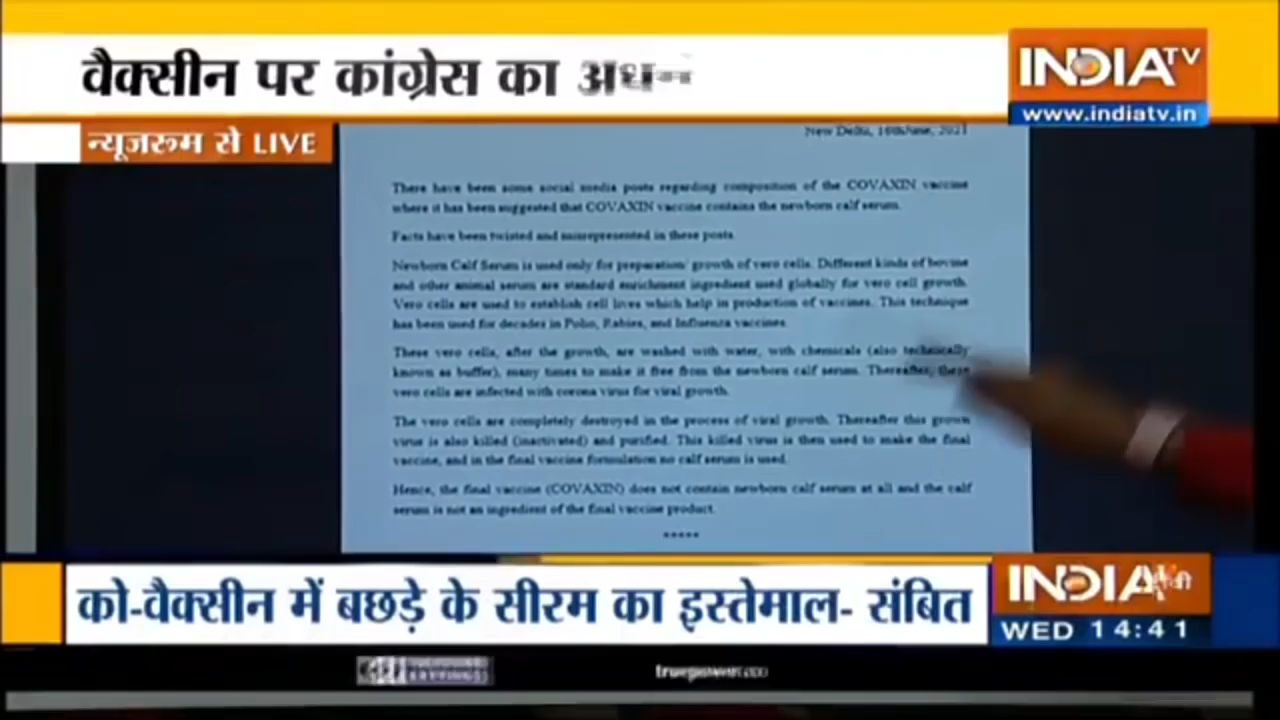 वैक्सीन पर कांग्रेस का
INDIA TV
www.indiatv.in
न्यूजरूम से LIVE
New Delhi, 16thJune, 2021
There have been some social media posts regarding composition of the COVAXIN vaccine
where it has been suggested that COVAXIN vaccine contains the newborn calf serum.
Facts have been twisted and misrepresented in these posts.
Newborn Calf Serum is used only for preparation/ growth of vero cells. Different kinds of bovine
and other animal serum are standard enrichment ingredient used globally for vero cell growth.
Vero cells are used to establish cell lives which help in production of vaccines. This technique
has been used for decades in Polio, Rabies, and Influenza vaccines.
These vero cells, after the growth, are washed with water, with chemicals (also technically
known as buffer), many times to make it free from the newborn calf serum. Thereafter, these
vero cells are infected with corona virus for viral growth.
The vero cells are completely destroyed in the process of viral growth. Thereafter this grown
virus is also killed (inactivated) and purified. This killed virus is then used to make the final
vaccine, and in the final vaccine formulation no calf serum is used.
Hence, the final vaccine (COVAXIN) does not contain newborn calf serum at all and the calf
serum is not an ingredient of the final vaccine product.
*****
को-वैक्सीन में बछड़े के सीरम का इस्तेमाल- संबित
INDIA
WED 14:41